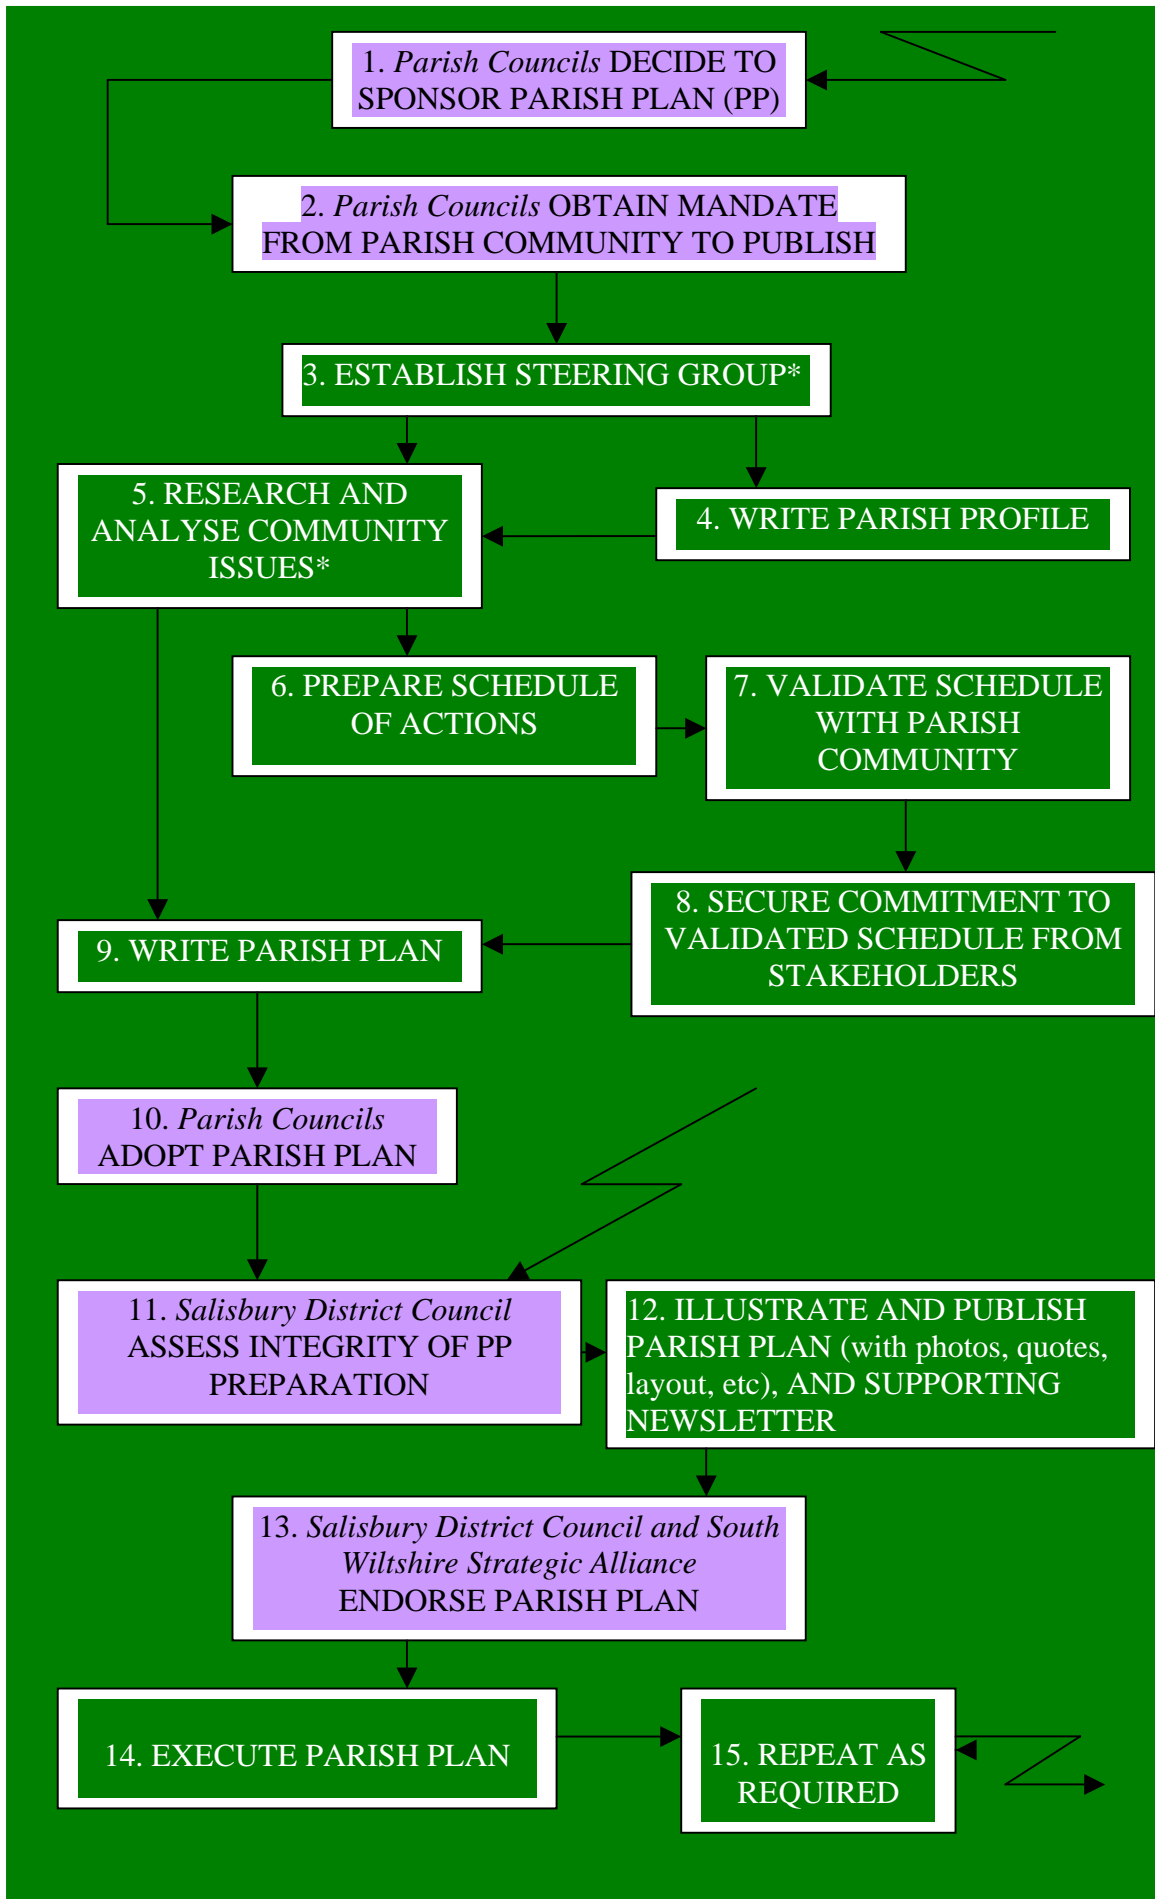 1. Parish Councils DECIDE TO
SPONSOR PARISH PLAN (PP)
2. Parish Councils OBTAIN MANDATE
FROM PARISH COMMUNITY TO PUBLISH
3. ESTABLISH STEERING GROUP*
5. RESEARCH AND
ANALYSE COMMUNITY
ISSUES*
4. WRITE PARISH PROFILE
6. PREPARE SCHEDULE
OF ACTIONS
7. VALIDATE SCHEDULE
WITH PARISH
COMMUNITY
8. SECURE COMMITMENT TO
VALIDATED SCHEDULE FROM
STAKEHOLDERS
9. WRITE PARISH PLAN
10. Parish Councils
ADOPT PARISH PLAN
11. Salisbury District Council
ASSESS INTEGRITY OF PP
PREPARATION
12. ILLUSTRATE AND PUBLISH
PARISH PLAN (with photos, quotes,
layout, etc), AND SUPPORTING
NEWSLETTER
13. Salisbury District Council and South
Wiltshire Strategic Alliance
ENDORSE PARISH PLAN
14. EXECUTE PARISH PLAN
15. REPEAT AS
REQUIRED